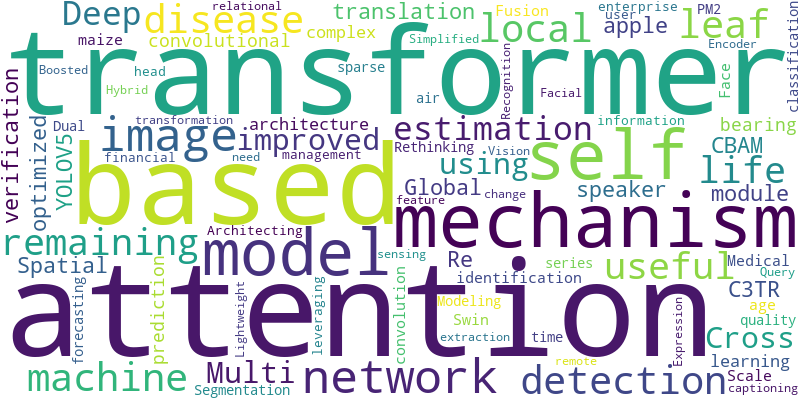 relational
Deep
disease
translation
Fusion
enterprise
PM2
user
maize
convolutional
complex
Simplified
local
apple
leaf
Encoder
classification
transformer
Boosted
head
sparse
Hybrid
air
Recognition
Facial
Face
verification
optimized
YOLOV5
Dual
transformation
architecture
image
improved
estimation
information
bearing
financial
need
management
Rethinking
Vision
self
CBAM
based
using
life
Global
change
speaker
module
feature
mechanism
remaining
Architecting
model
Spatial
sensing
Re
series
useful
Medical
identification
Query
C3TR
attention
forecasting
prediction
Lightweight
leveraging
convolution
Modeling
Swin
extraction
time
Expression
age
quality
Cross
machine
Multi
network
detection
remote
learning
Scale
Segmentation
captioning